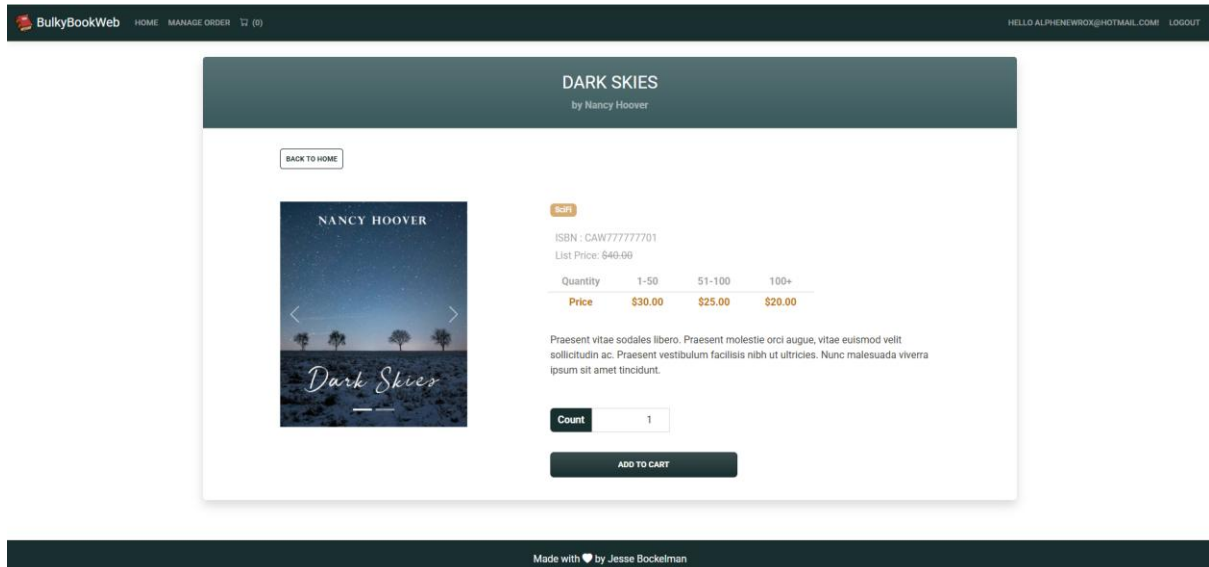 BulkyBookWeb HOME MANAGE ORDER (0) HELLO ALPHENEWROX@HOTMAIL.COM! LOGOUT
DARK SKIES
by Nancy Hoover
BACK TO HOME
NANCY HOOVER
Dark Skies
SciFi
ISBN : CAW777777701
List Price: $40.00
Quantity 1-50 51-100 100+
Price $30.00 $25.00 $20.00
Praesent vitae sodales libero. Praesent molestie orci augue, vitae euismod velit
sollicitudin ac. Praesent vestibulum facilisis nibh ut ultricies. Nunc malesuada viverra
ipsum sit amet tincidunt.
Count 1
ADD TO CART
Made with by Jesse Bockelman